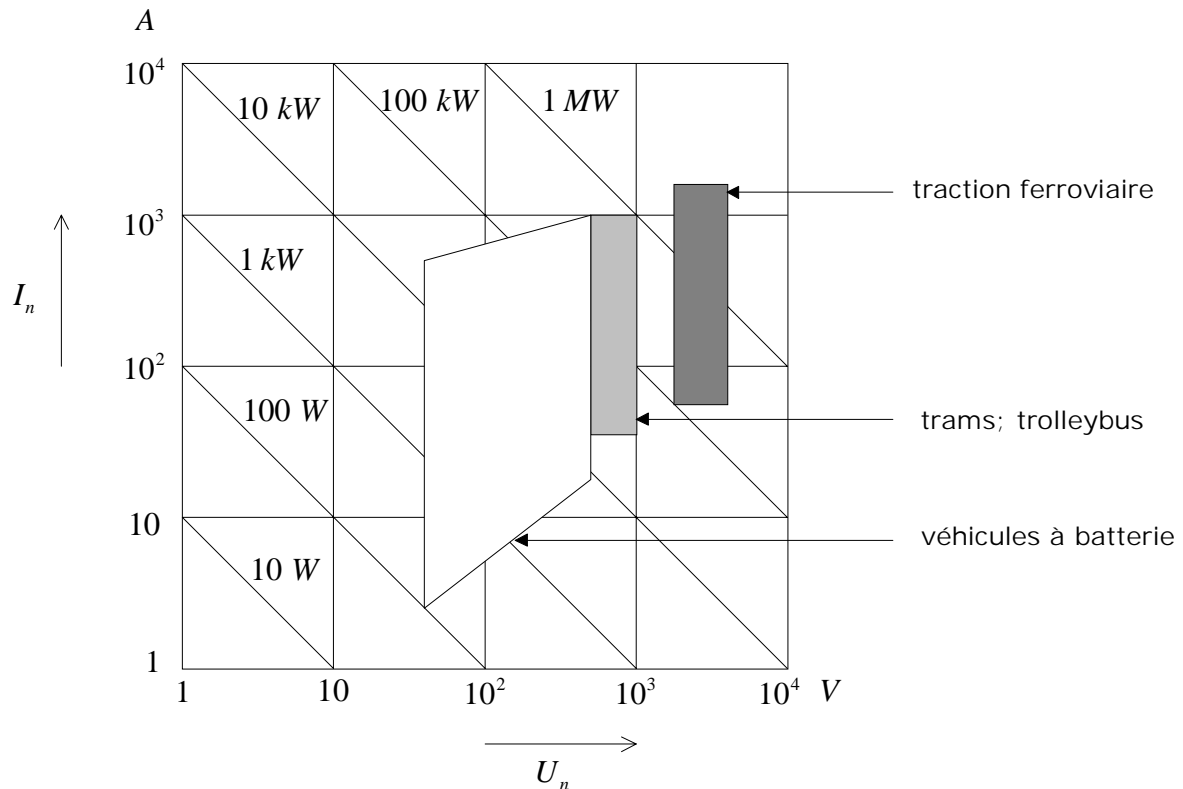 A
10⁴
10 kW
100 kW
1 MW
traction ferroviaire
10³
1 kW
Iₙ
10²
100 W
trams; trolleybus
10
véhicules à batterie
10 W
1
1
10
10²
10³
10⁴
V
Uₙ